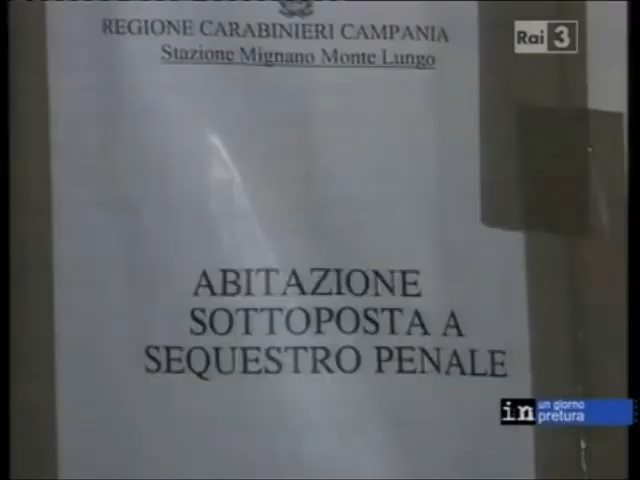 REGIONE CARABINIERI CAMPANIA
Stazione Mignano Monte Lungo
Rai 3
ABITAZIONE
SOTTOPOSTA A
SEQUESTRO PENALE
in un giorno
pretura